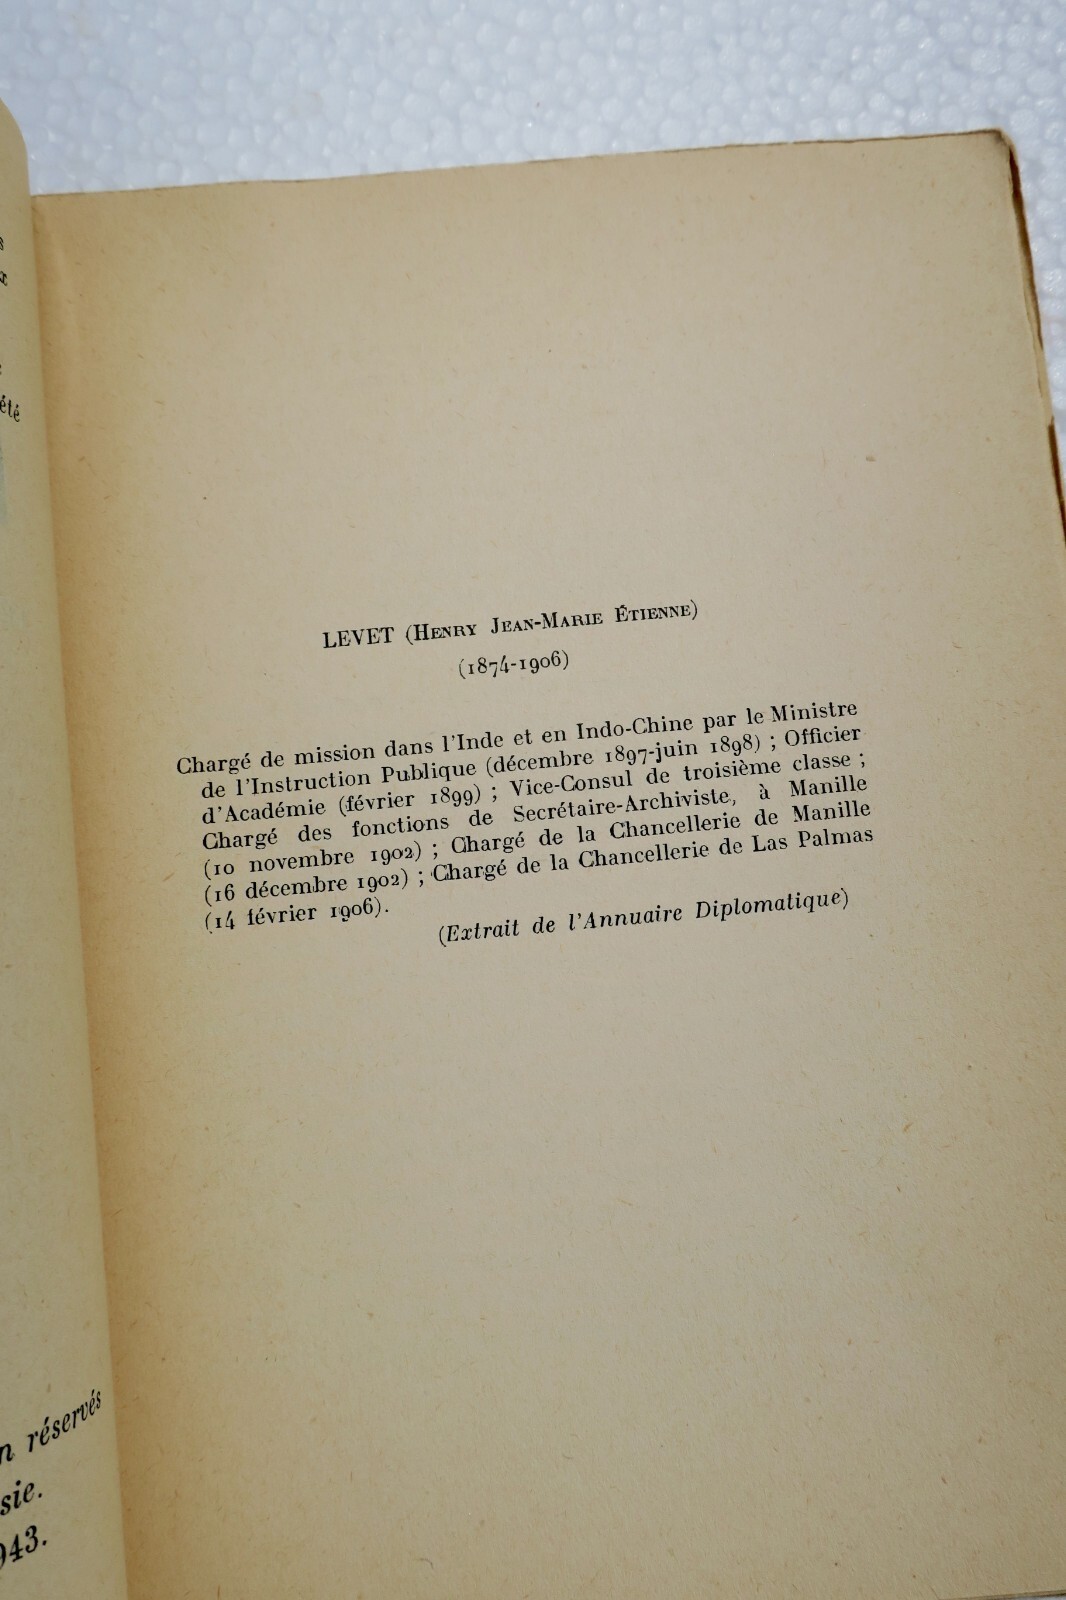 été
n réservés
sie.
943.
LEVET (Henry Jean-Marie Étienne)
(1874-1906)
Chargé de mission dans l'Inde et en Indo-Chine par le Ministre
de l'Instruction Publique (décembre 1897-juin 1898) ; Officier
d'Académie (février 1899) ; Vice-Consul de troisième classe ;
Chargé des fonctions de Secrétaire-Archiviste, à Manille
(10 novembre 1902) ; Chargé de la Chancellerie de Manille
(16 décembre 1902) ; Chargé de la Chancellerie de Las Palmas
(14 février 1906).
(Extrait de l'Annuaire Diplomatique)